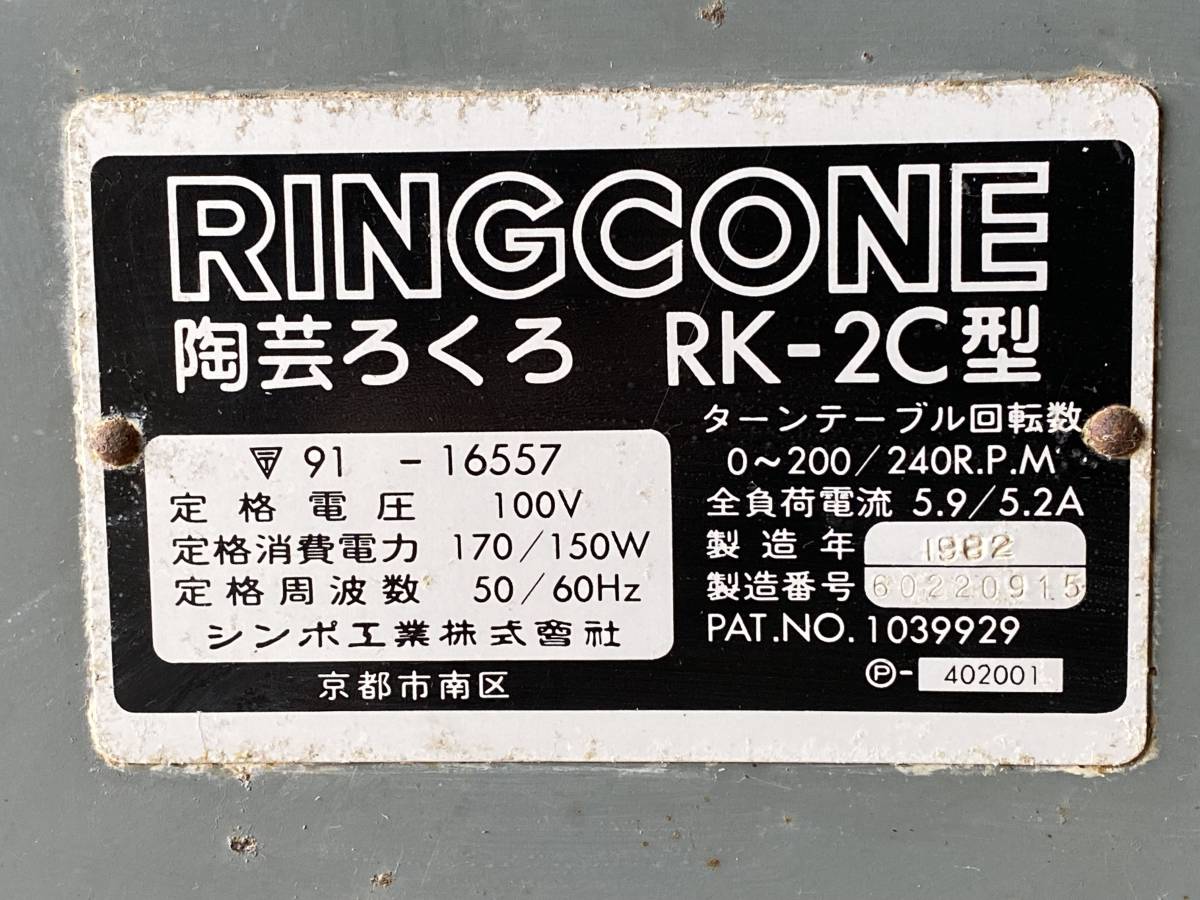 RINGCONE
陶芸ろくろ RK-2C型
▽〒 91 -16557
定格電圧 100V
定格消費電力 170/150W
定格周波数 50/60Hz
シンポ工業株式會社
京都市南区
ターンテーブル回転数
0~200/240R.P.M
全負荷電流 5.9/5.2A
製造年 1982
製造番号 60220915
PAT.NO. 1039929
Ⓟ- 402001